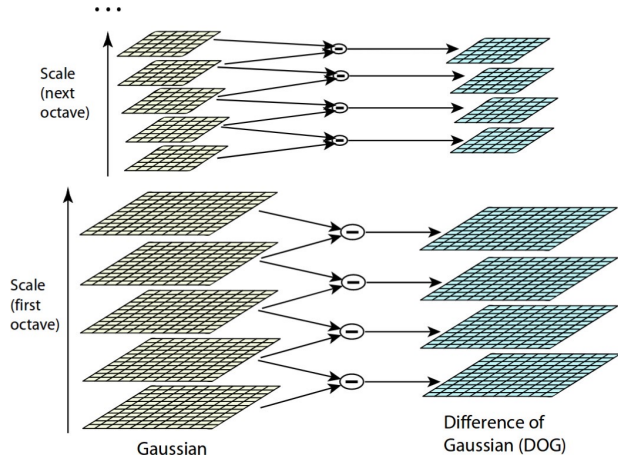 ...
Scale
(next
octave)
Scale
(first
octave)
Gaussian
Difference of
Gaussian (DOG)